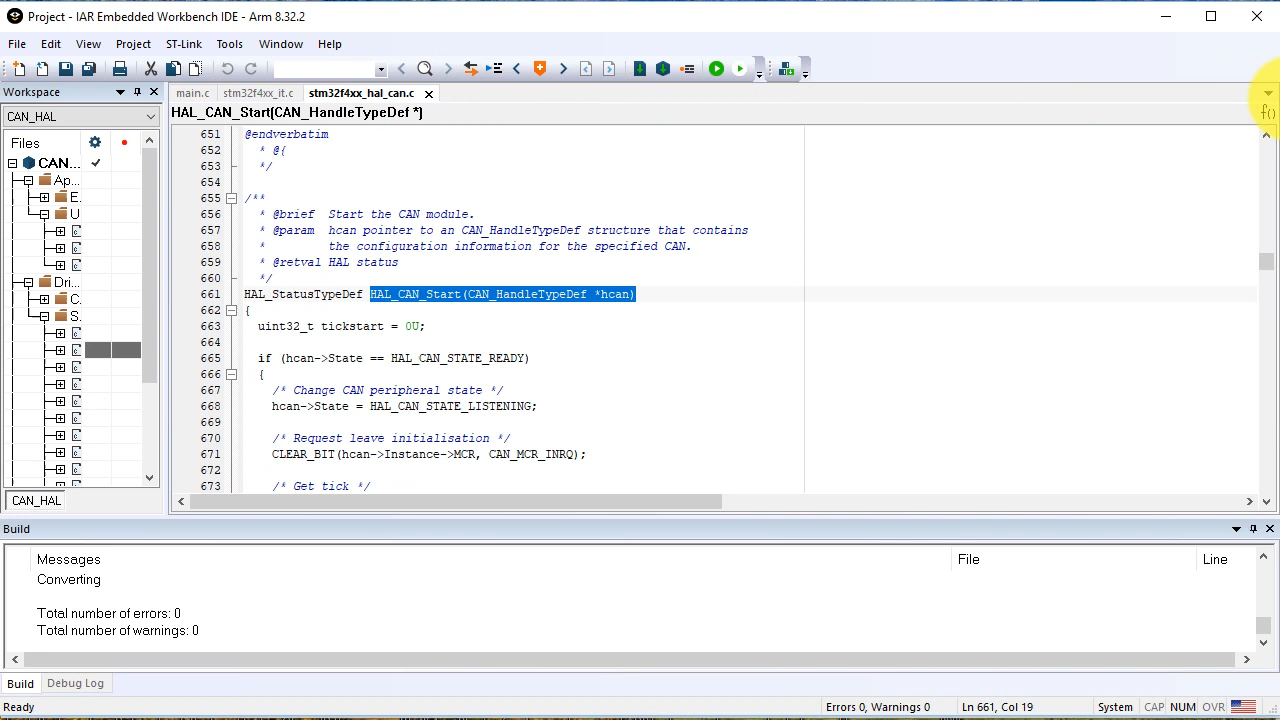 Project - IAR Embedded Workbench IDE - Arm 8.32.2
File Edit View Project ST-Link Tools Window Help
Workspace
main.c stm32f4xx_it.c stm32f4xx_hal_can.c
CAN_HAL
HAL_CAN_Start(CAN_HandleTypeDef *)
f()
Files
CAN...
Ap...
E
U
Dri...
C
S
CAN_HAL
651 @endverbatim
652 * @{
653 */
654
655 /**
656 * @brief Start the CAN module.
657 * @param hcan pointer to an CAN_HandleTypeDef structure that contains
658 * the configuration information for the specified CAN.
659 * @retval HAL status
660 */
661 HAL_StatusTypeDef HAL_CAN_Start(CAN_HandleTypeDef *hcan)
662 {
663 uint32_t tickstart = 0U;
664
665 if (hcan->State == HAL_CAN_STATE_READY)
666 {
667 /* Change CAN peripheral state */
668 hcan->State = HAL_CAN_STATE_LISTENING;
669
670 /* Request leave initialisation */
671 CLEAR_BIT(hcan->Instance->MCR, CAN_MCR_INRQ);
672
673 /* Get tick */
Build
Messages File Line
Converting
Total number of errors: 0
Total number of warnings: 0
Build Debug Log
Ready Errors 0, Warnings 0 Ln 661, Col 19 System CAP NUM OVR